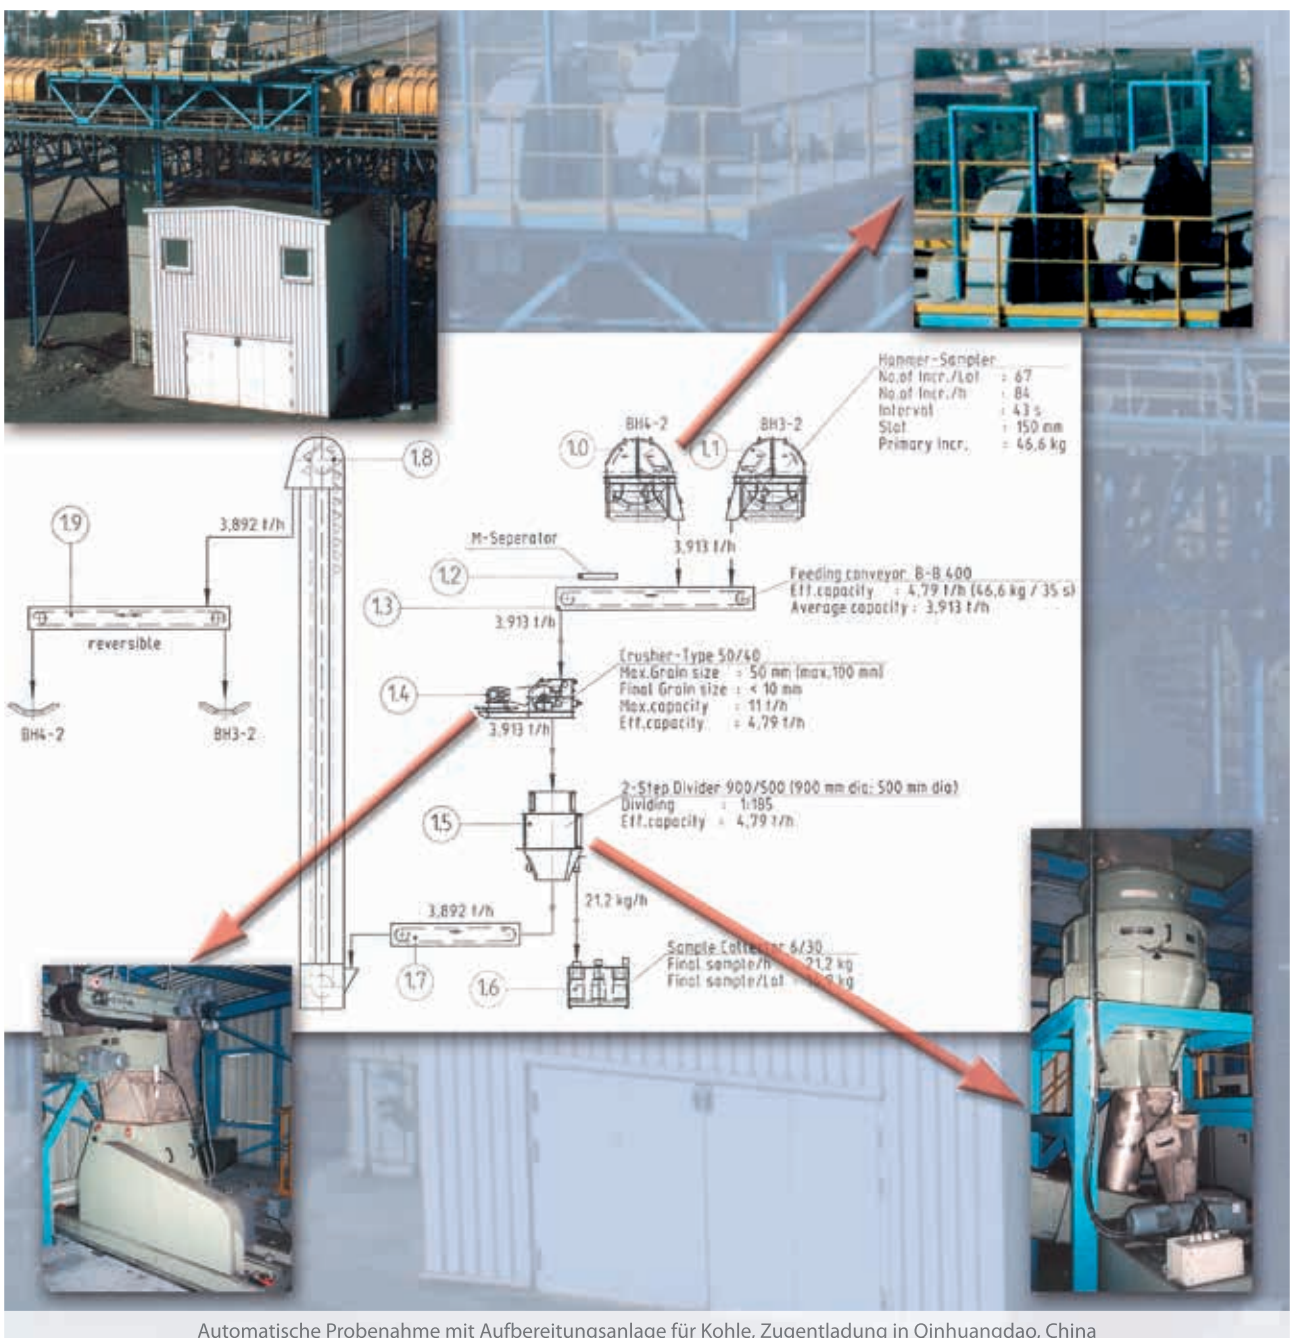 Hammer-Sampler
No.of Incr./Lot : 67
No.of Incr./h : 84
Interval : 43 s
Slot : 150 mm
Primary Incr. : 46,6 kg
BH4-2
BH3-2
1.0
1.1
1.8
3,892 t/h
1.9
M-Seperator
3,913 t/h
1.2
Feeding conveyor B-B 400
Eff.capacity : 4,79 t/h (46,6 kg / 35 s)
Average capacity : 3,913 t/h
1.3
3,913 t/h
reversible
Crusher-Type 50/40
Max.Grain size : 50 mm (max.100 mm)
Final Grain size : < 10 mm
Max.capacity : 11 t/h
Eff.capacity : 4,79 t/h
1.4
3,913 t/h
BH4-2
BH3-2
2-Step Divider 900/500 (900 mm dia; 500 mm dia)
Dividing : 1:185
Eff.capacity : 4,79 t/h
1.5
21,2 kg/h
3,892 t/h
Sample Collector 6/30
Final sample/h 21,2 kg
Final sample/Lot kg
1.7
1.6
Automatische Probenahme mit Aufbereitungsanlage für Kohle, Zugentladung in Qinhuangdao, China